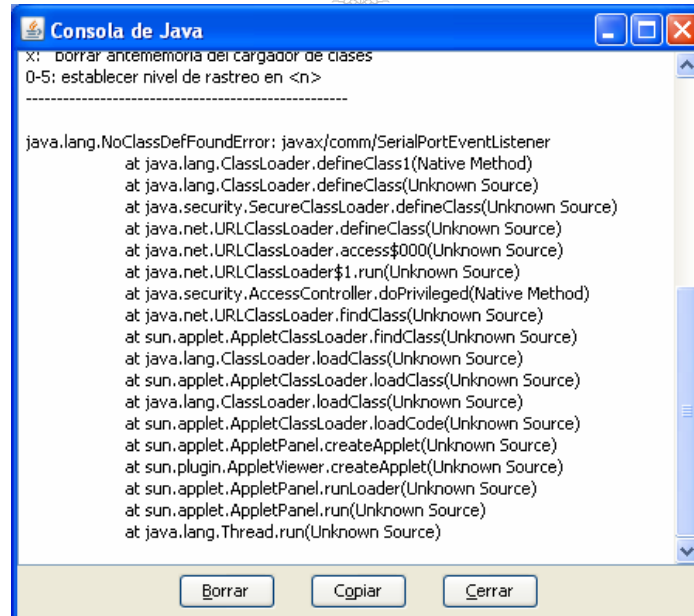 Consola de Java
x: borrar antememoria del cargador de clases
0-5: establecer nivel de rastreo en <n>
----------------------------------------------------
java.lang.NoClassDefFoundError: javax/comm/SerialPortEventListener
at java.lang.ClassLoader.defineClass1(Native Method)
at java.lang.ClassLoader.defineClass(Unknown Source)
at java.security.SecureClassLoader.defineClass(Unknown Source)
at java.net.URLClassLoader.defineClass(Unknown Source)
at java.net.URLClassLoader.access$000(Unknown Source)
at java.net.URLClassLoader$1.run(Unknown Source)
at java.security.AccessController.doPrivileged(Native Method)
at java.net.URLClassLoader.findClass(Unknown Source)
at sun.applet.AppletClassLoader.findClass(Unknown Source)
at java.lang.ClassLoader.loadClass(Unknown Source)
at sun.applet.AppletClassLoader.loadClass(Unknown Source)
at java.lang.ClassLoader.loadClass(Unknown Source)
at sun.applet.AppletClassLoader.loadCode(Unknown Source)
at sun.applet.AppletPanel.createApplet(Unknown Source)
at sun.plugin.AppletViewer.createApplet(Unknown Source)
at sun.applet.AppletPanel.runLoader(Unknown Source)
at sun.applet.AppletPanel.run(Unknown Source)
at java.lang.Thread.run(Unknown Source)
Borrar Copiar Cerrar